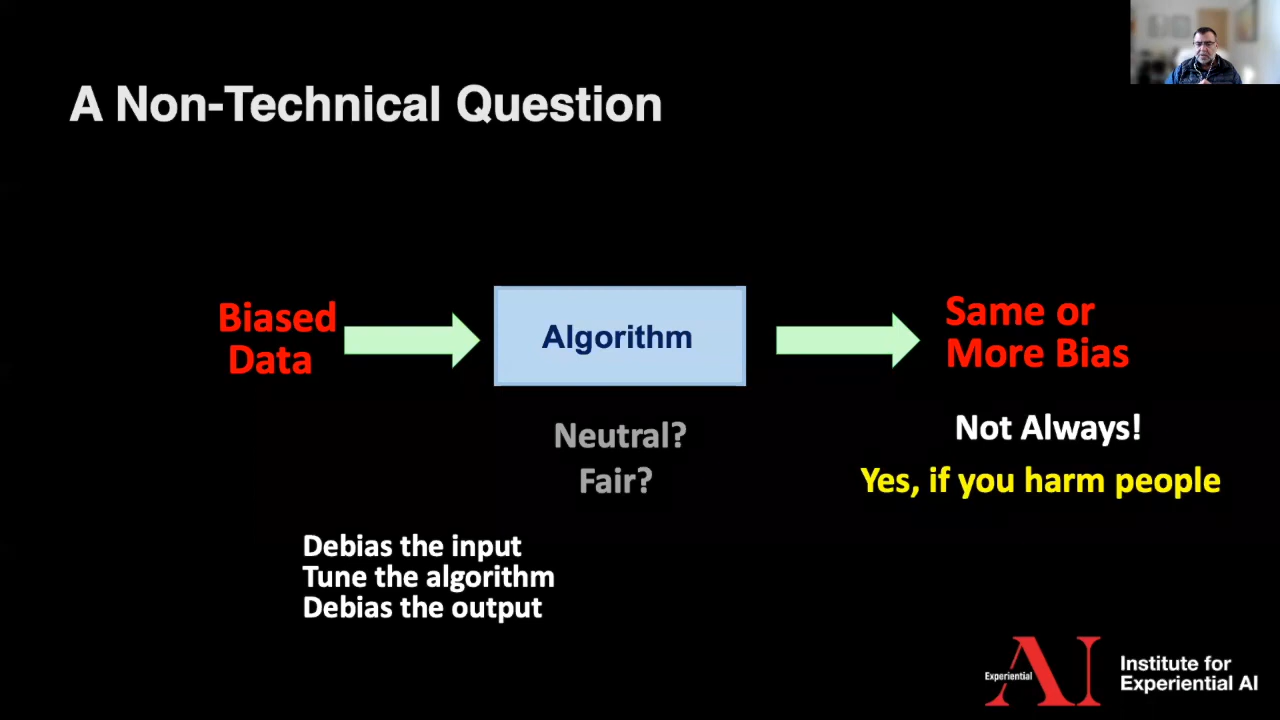 A Non-Technical Question
Biased
Data
Algorithm
Same or
More Bias
Neutral?
Fair?
Not Always!
Yes, if you harm people
Debias the input
Tune the algorithm
Debias the output
Experiential
AI
Institute for
Experiential AI